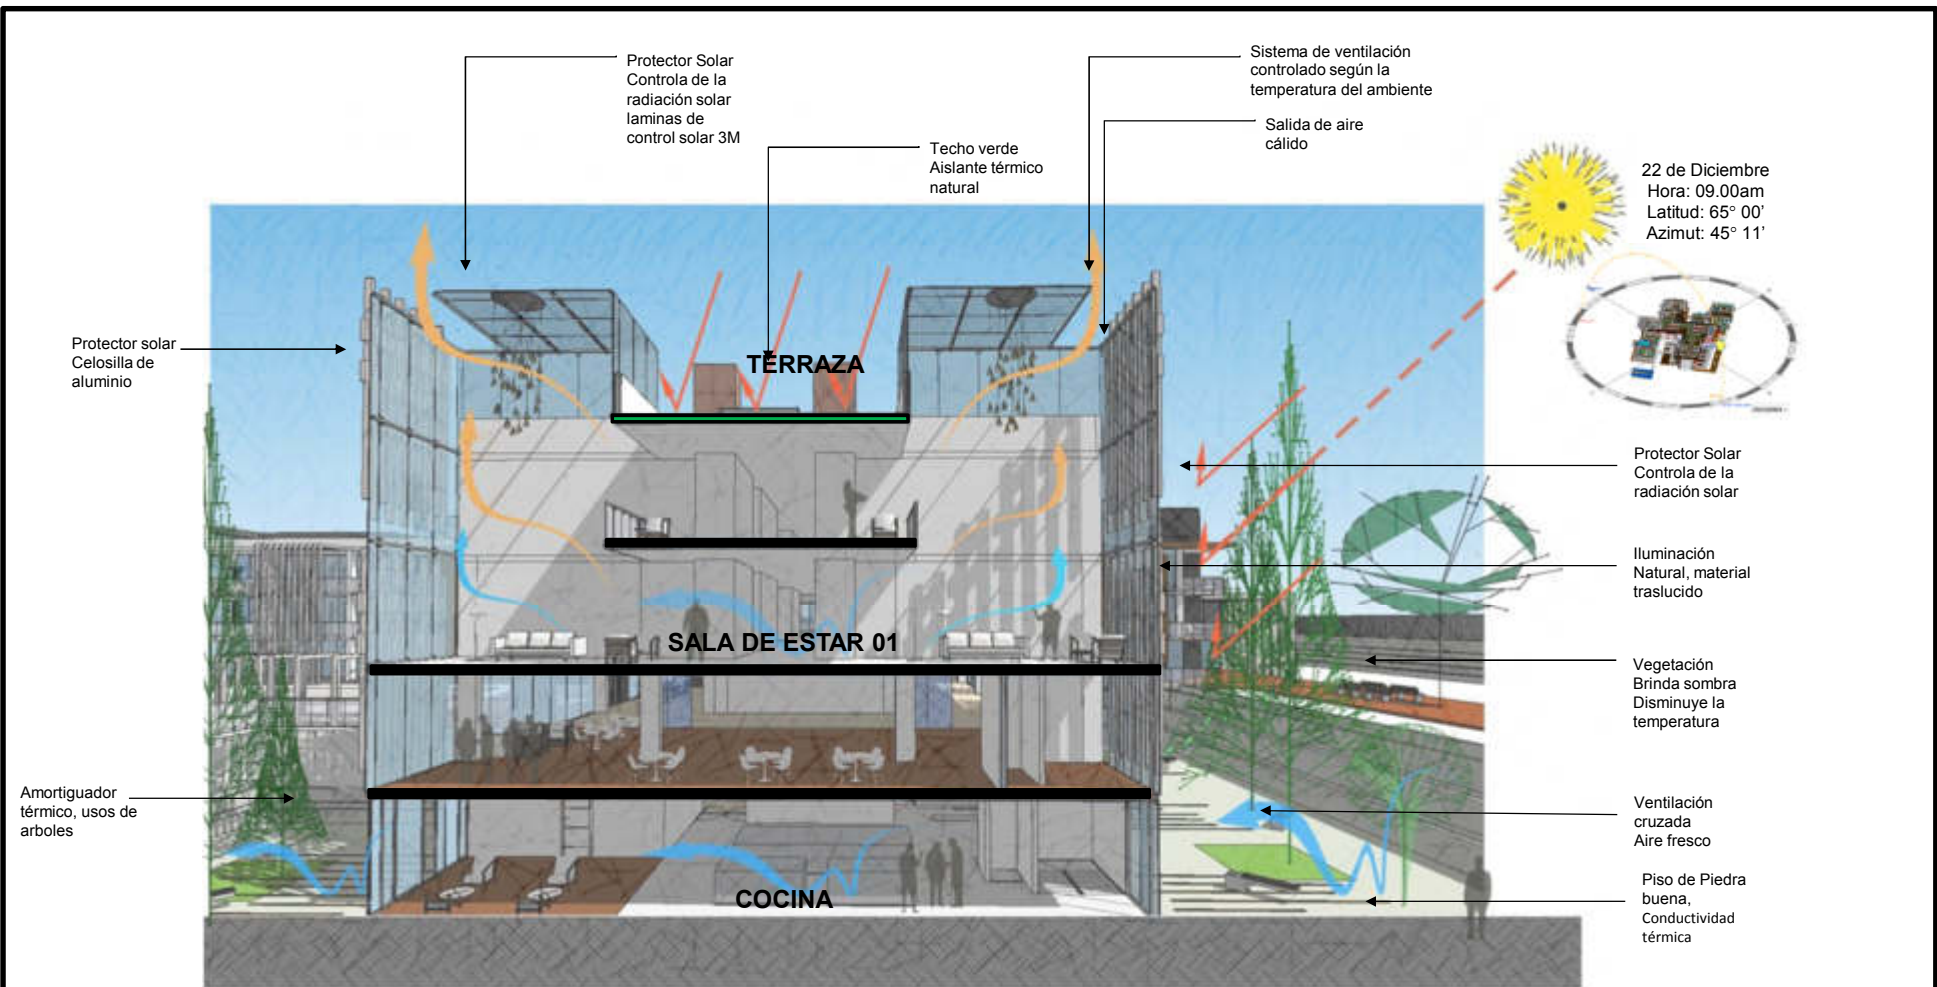 Protector Solar
Controla de la
radiación solar
laminas de
control solar 3M
Sistema de ventilación
controlado según la
temperatura del ambiente
Salida de aire
cálido
Techo verde
Aislante térmico
natural
22 de Diciembre
Hora: 09.00am
Latitud: 65° 00’
Azimut: 45° 11’
Protector solar
Celosilla de
aluminio
TERRAZA
Protector Solar
Controla de la
radiación solar
Iluminación
Natural, material
traslucido
SALA DE ESTAR 01
Vegetación
Brinda sombra
Disminuye la
temperatura
Amortiguador
térmico, usos de
arboles
Ventilación
cruzada
Aire fresco
COCINA
Piso de Piedra
buena,
Conductividad
térmica